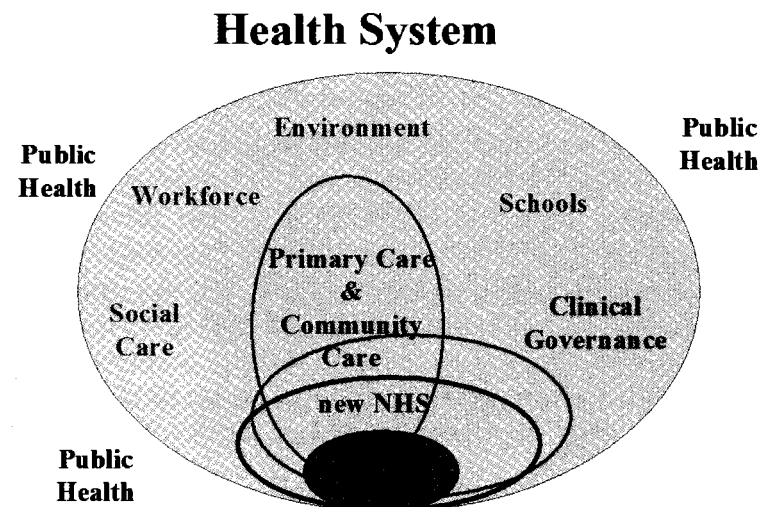 Health System
Environment
Public
Health
Public
Health
Workforce
Schools
Primary Care
&
Community
Care
Social
Care
Clinical
Governance
new NHS
Public
Health